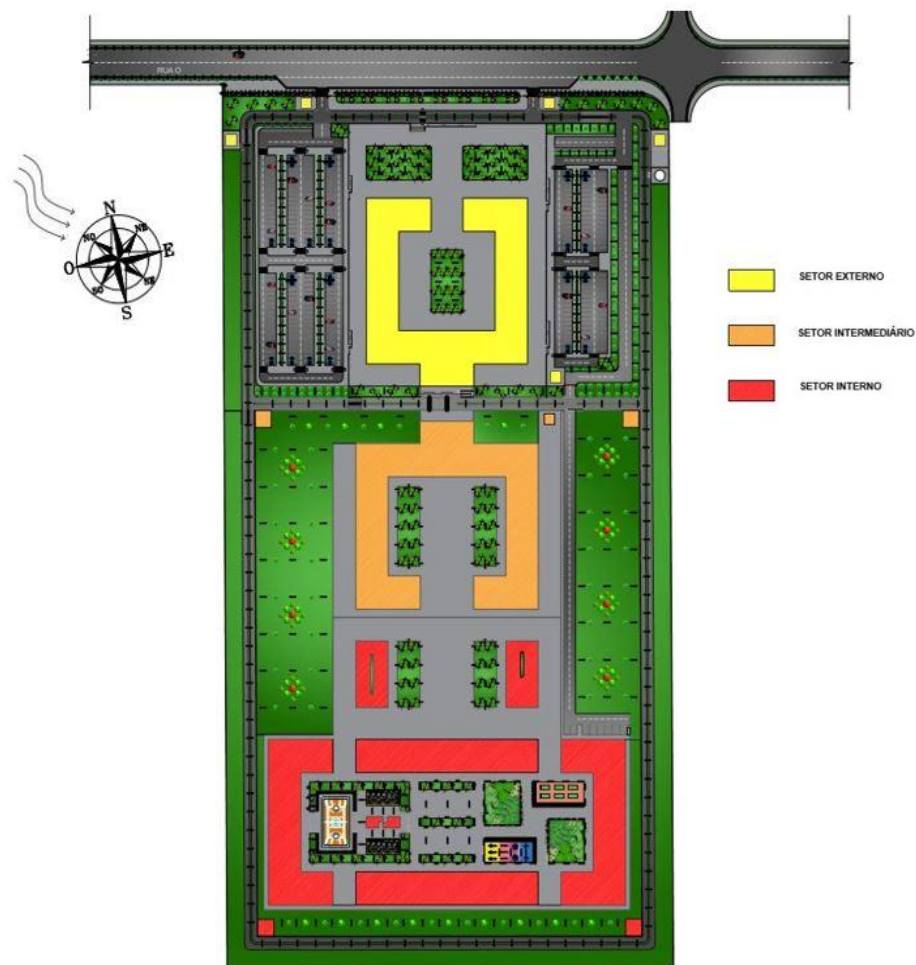 RUA O
N
NO
NE
O
E
SO
SE
S
SETOR EXTERNO
SETOR INTERMEDIÁRIO
SETOR INTERNO